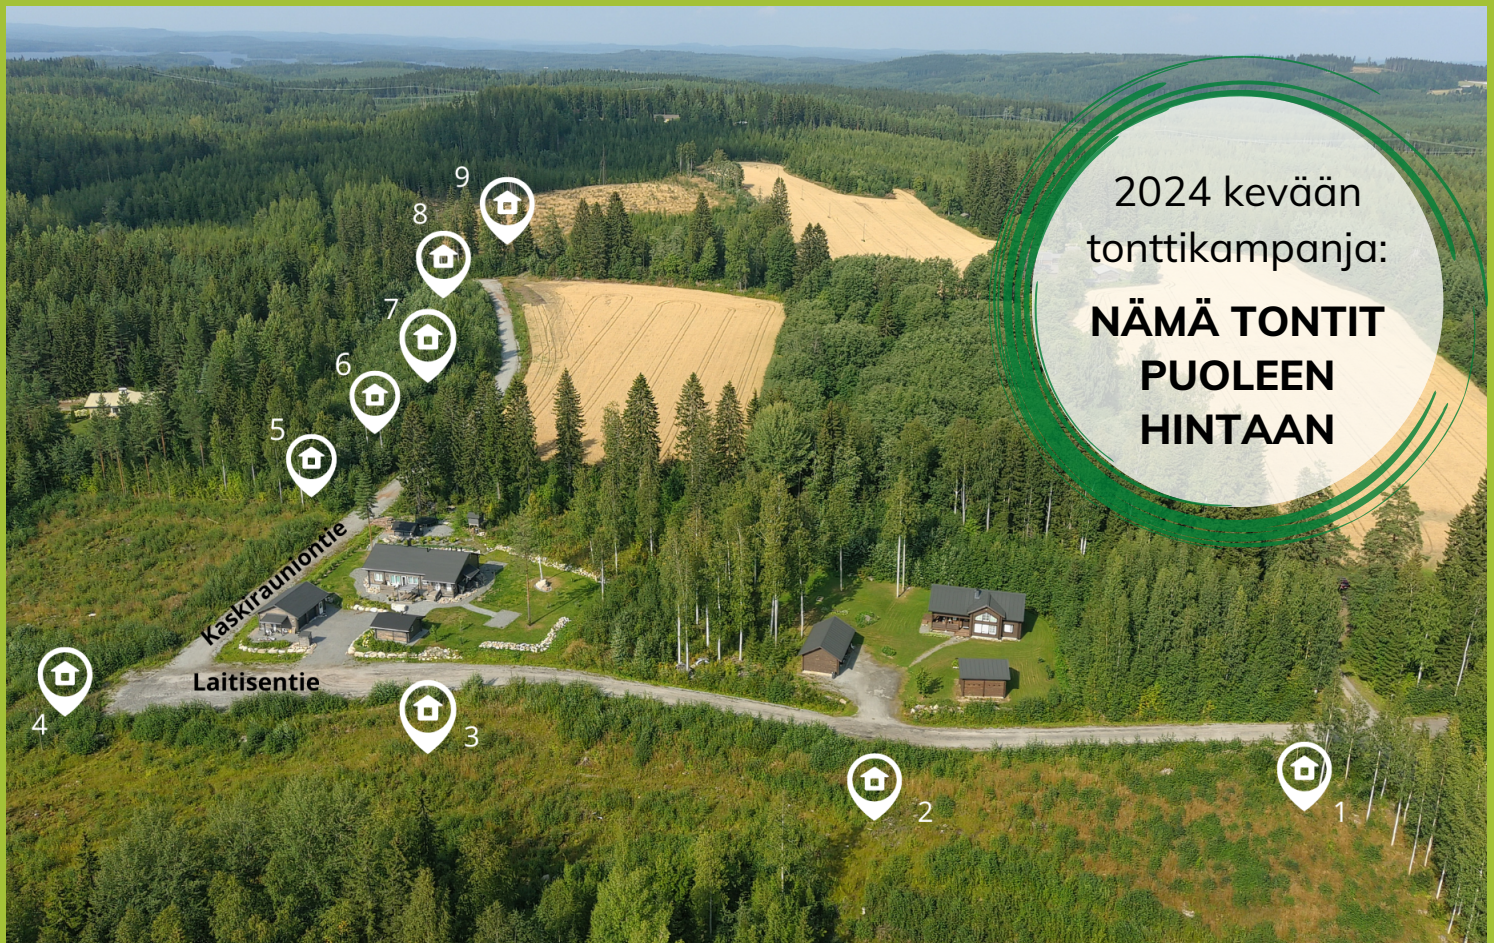 2024 kevään
tonttikampanja:
NÄMÄ TONTIT
PUOLEEN
HINTAAN
9
8
7
6
5
Kaskirauniontie
Laitisentie
4
3
2
1